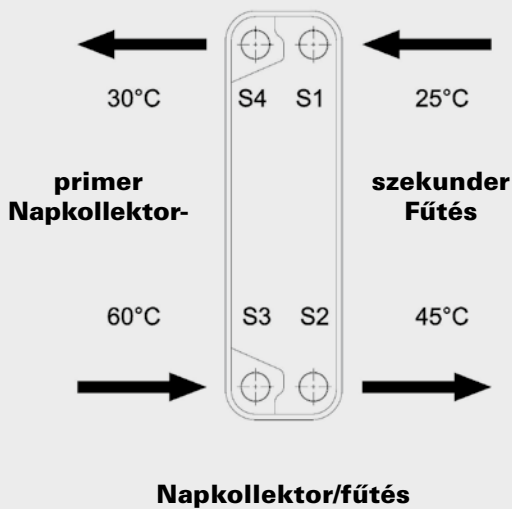 30°C S4 S1 25°C
primer szekunder
Napkollektor- Fűtés
60°C S3 S2 45°C
Napkollektor/fűtés